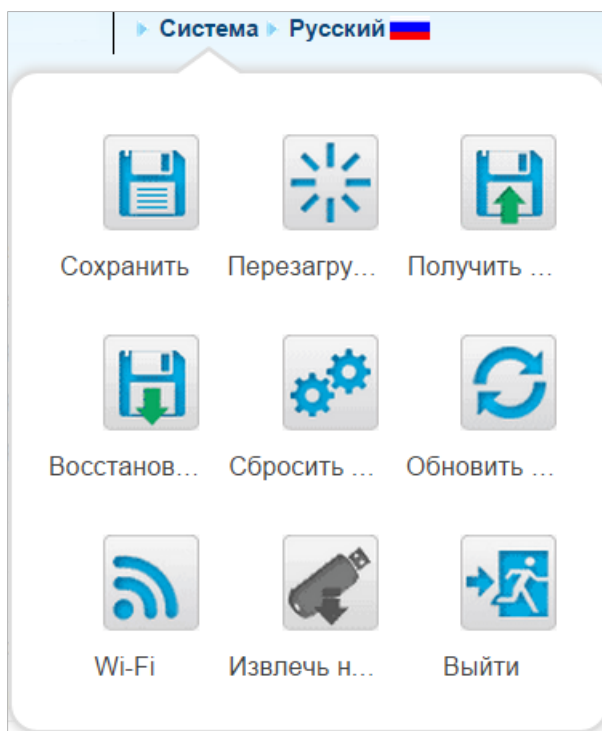 Система Русский
Сохранить Перезагру... Получить ...
Восстанов... Сбросить ... Обновить ...
Wi-Fi Извлечь н... Выйти